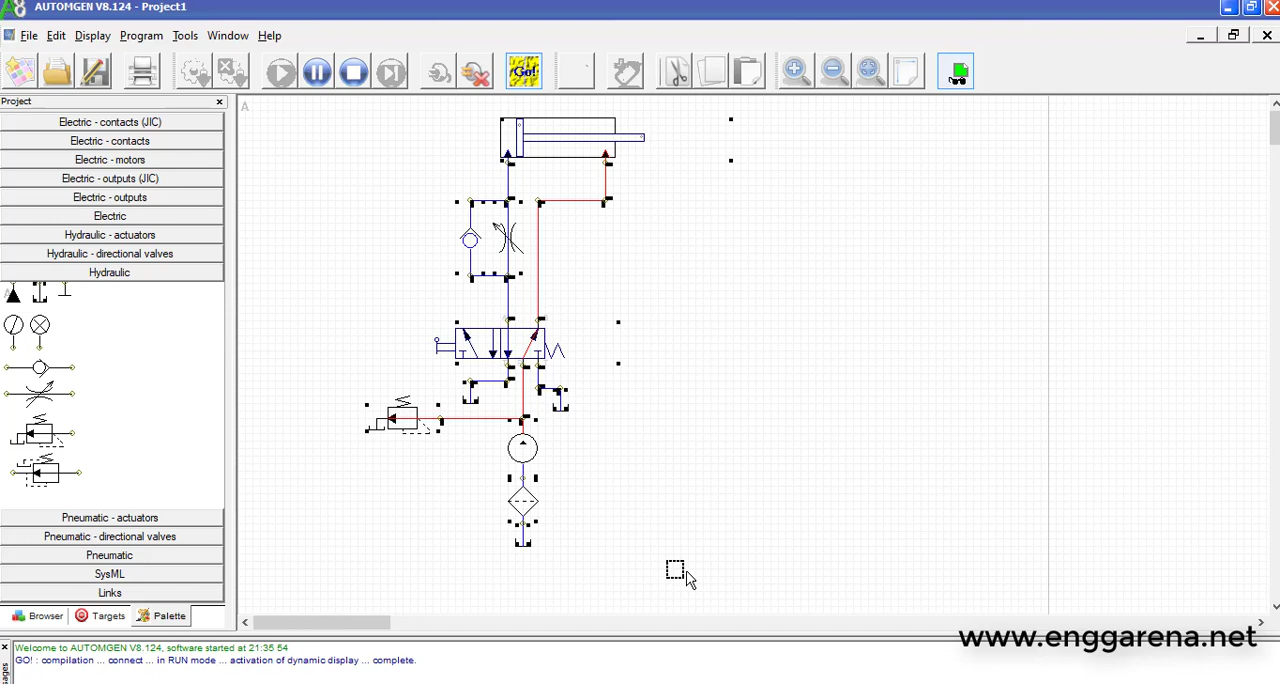 AUTOMGEN V8.124 - Project1
File Edit Display Program Tools Window Help
Go!
Project
A
Electric - contacts (JIC)
Electric - contacts
Electric - motors
Electric - outputs (JIC)
Electric - outputs
Electric
Hydraulic - actuators
Hydraulic - directional valves
Hydraulic
Pneumatic - actuators
Pneumatic - directional valves
Pneumatic
SysML
Links
Browser Targets Palette
www.enggarena.net
Welcome to AUTOMGEN V8.124, software started at 21:35 54
GO! : compilation ... connect ... in RUN mode ... activation of dynamic display ... complete.